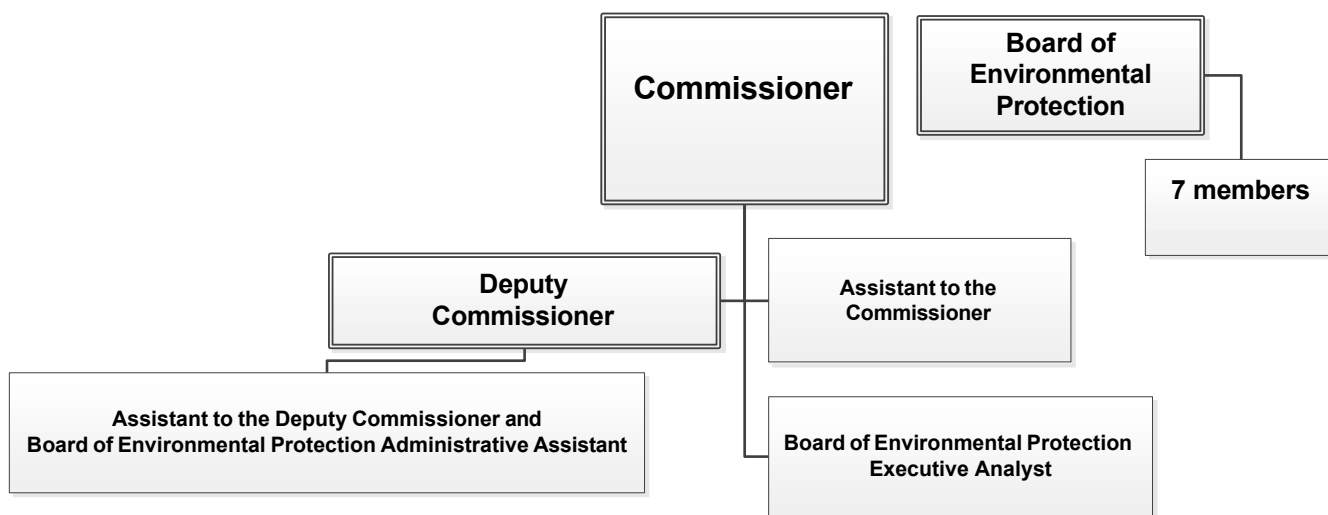 Commissioner
Board of
Environmental
Protection
7 members
Deputy
Commissioner
Assistant to the
Commissioner
Assistant to the Deputy Commissioner and
Board of Environmental Protection Administrative Assistant
Board of Environmental Protection
Executive Analyst